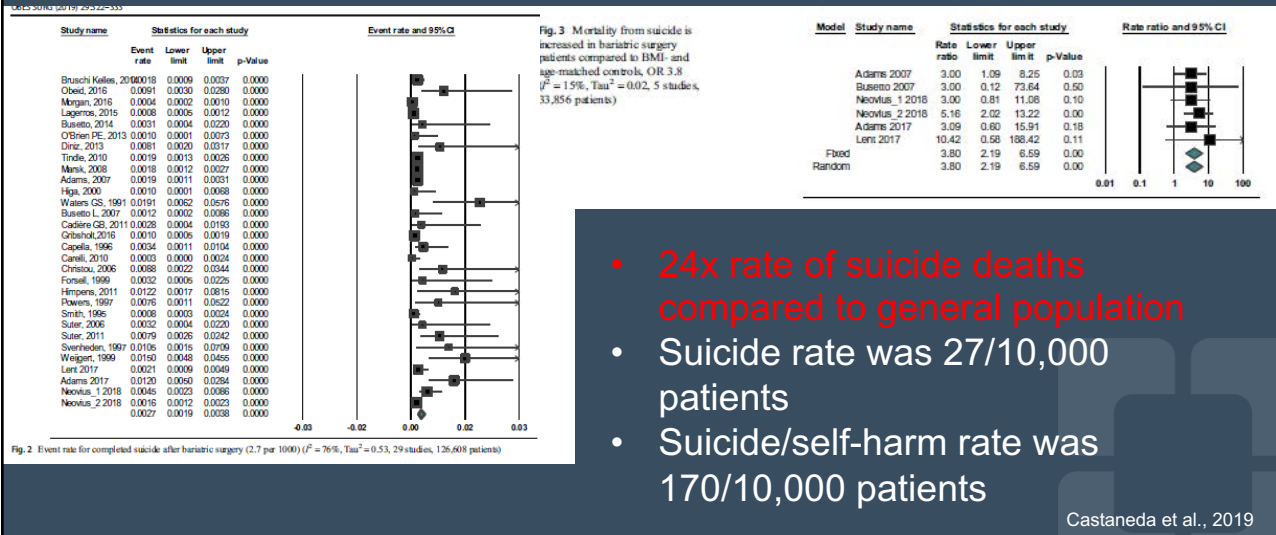 OBES SURG (2019) 29:322–333
Study name Statistics for each study Event rate and 95% CI
Event Lower Upper
rate limit limit p-Value
Bruschi Kelles, 2014 0.0018 0.0009 0.0037 0.0000
Obeid, 2016 0.0091 0.0030 0.0280 0.0000
Morgan, 2016 0.0004 0.0002 0.0010 0.0000
Lagerros, 2015 0.0008 0.0005 0.0012 0.0000
Busetto, 2014 0.0031 0.0004 0.0220 0.0000
O'Brien PE, 2013 0.0010 0.0001 0.0073 0.0000
Diniz, 2013 0.0081 0.0020 0.0317 0.0000
Tindle, 2010 0.0019 0.0013 0.0026 0.0000
Marsk, 2008 0.0018 0.0012 0.0027 0.0000
Adams, 2007 0.0019 0.0011 0.0031 0.0000
Higa, 2000 0.0010 0.0001 0.0068 0.0000
Waters GS, 1991 0.0191 0.0062 0.0576 0.0000
Busetto L, 2007 0.0012 0.0002 0.0086 0.0000
Cadière GB, 2011 0.0028 0.0004 0.0193 0.0000
Gribsholt,2016 0.0010 0.0005 0.0019 0.0000
Capella, 1996 0.0034 0.0011 0.0104 0.0000
Carelli, 2010 0.0003 0.0000 0.0024 0.0000
Christou, 2006 0.0088 0.0022 0.0344 0.0000
Forsell, 1999 0.0032 0.0005 0.0225 0.0000
Himpens, 2011 0.0122 0.0017 0.0815 0.0000
Powers, 1997 0.0076 0.0011 0.0522 0.0000
Smith, 1995 0.0008 0.0003 0.0024 0.0000
Suter, 2006 0.0032 0.0004 0.0220 0.0000
Suter, 2011 0.0079 0.0026 0.0242 0.0000
Svenheden, 1997 0.0105 0.0015 0.0709 0.0000
Weijgert, 1999 0.0150 0.0048 0.0455 0.0000
Lent 2017 0.0021 0.0009 0.0049 0.0000
Adams 2017 0.0120 0.0050 0.0284 0.0000
Neovius_1 2018 0.0045 0.0023 0.0086 0.0000
Neovius_2 2018 0.0016 0.0012 0.0023 0.0000
0.0027 0.0019 0.0038 0.0000
-0.03 -0.02 0.00 0.02 0.03
Fig. 2 Event rate for completed suicide after bariatric surgery (2.7 per 1000) (I² = 76%, Tau² = 0.53, 29 studies, 126,608 patients)
Fig. 3 Mortality from suicide is
increased in bariatric surgery
patients compared to BMI- and
age-matched controls, OR 3.8
(I² = 15%, Tau² = 0.02, 5 studies,
33,856 patients)
Model Study name Statistics for each study Rate ratio and 95% CI
Rate Lower Upper
ratio limit limit p-Value
Adams 2007 3.00 1.09 8.25 0.03
Busetto 2007 3.00 0.12 73.64 0.50
Neovius_1 2018 3.00 0.81 11.08 0.10
Neovius_2 2018 5.16 2.02 13.22 0.00
Adams 2017 3.09 0.60 15.91 0.18
Lent 2017 10.42 0.58 188.42 0.11
Fixed 3.80 2.19 6.59 0.00
Random 3.80 2.19 6.59 0.00
0.01 0.1 1 10 100
• 24x rate of suicide deaths
compared to general population
• Suicide rate was 27/10,000
patients
• Suicide/self-harm rate was
170/10,000 patients
Castaneda et al., 2019